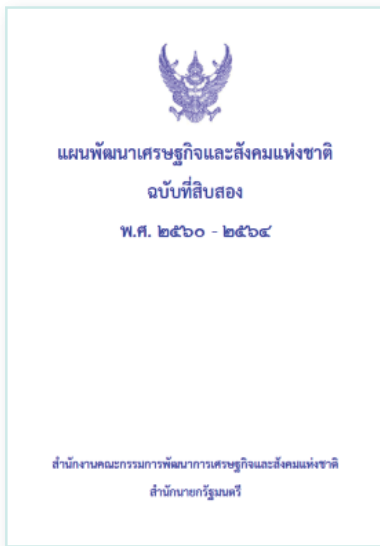 แผนพัฒนาเศรษฐกิจและสังคมแห่งชาติ
ฉบับที่สิบสอง
พ.ศ. ๒๕๖๐ - ๒๕๖๔
สำนักงานคณะกรรมการพัฒนาการเศรษฐกิจและสังคมแห่งชาติ
สำนักนายกรัฐมนตรี